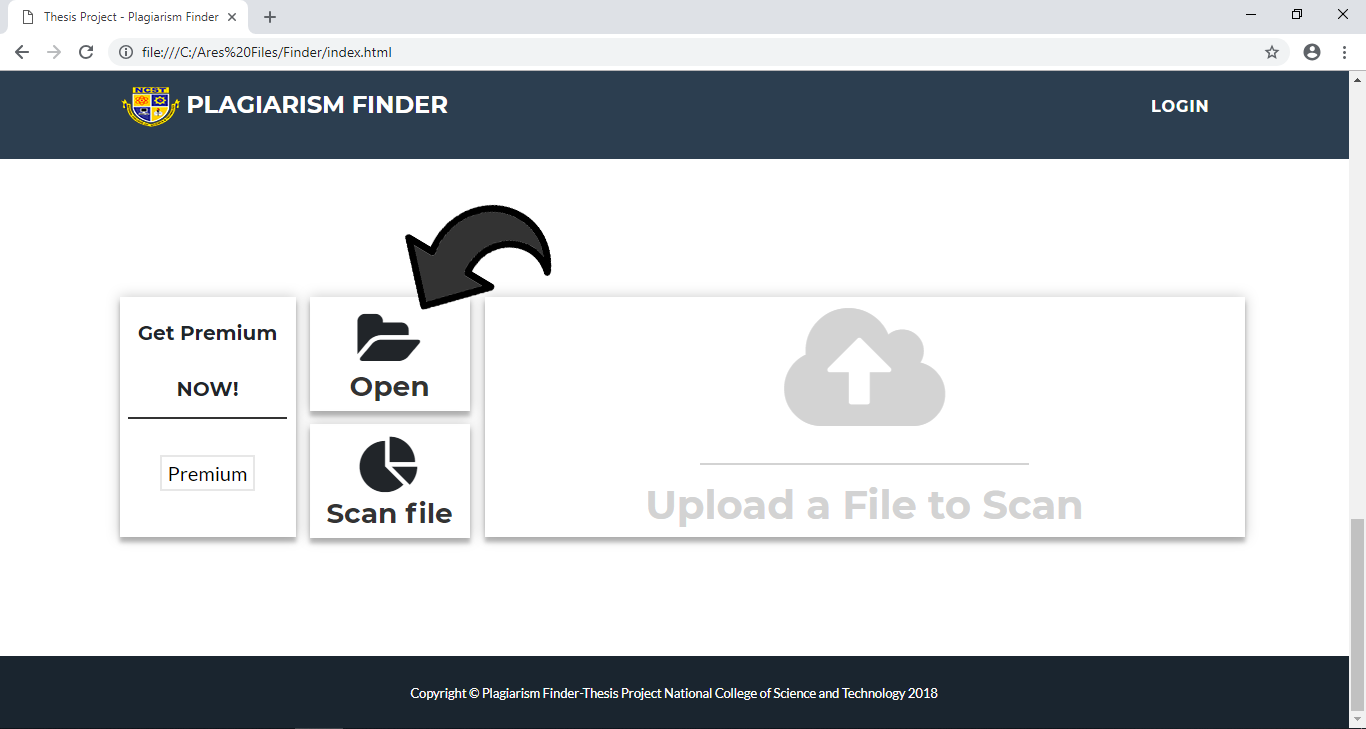 Thesis Project - Plagiarism Finder
file:///C:/Ares%20Files/Finder/index.html
NCST
PLAGIARISM FINDER
LOGIN
Get Premium
NOW!
Premium
Open
Scan file
Upload a File to Scan
Copyright © Plagiarism Finder-Thesis Project National College of Science and Technology 2018